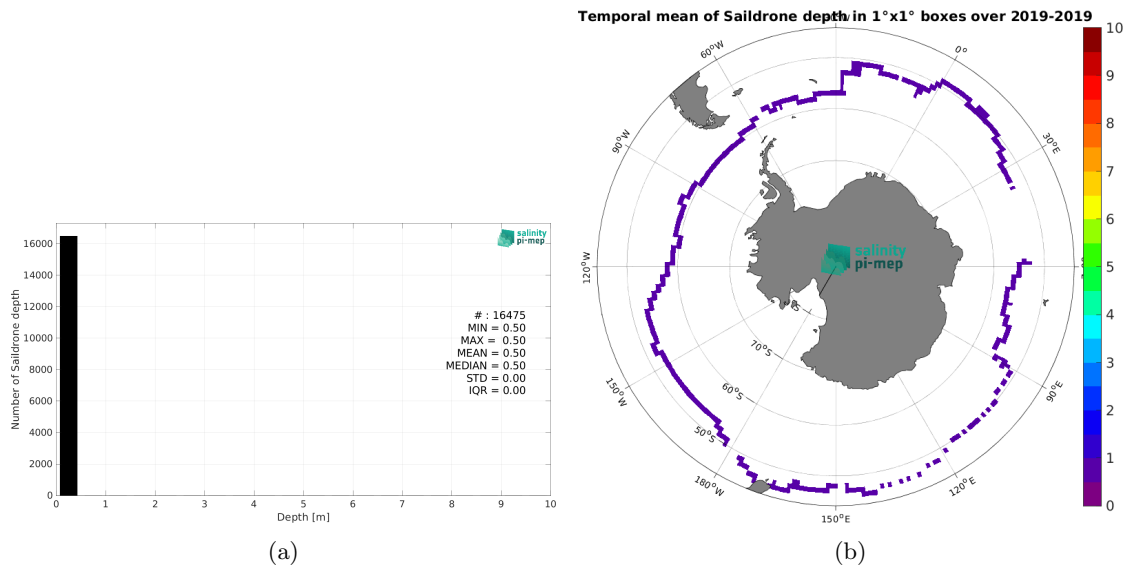 16000
14000
12000
10000
8000
6000
4000
2000
0
Number of Saildrone depth
salinity
pi-mep
# : 16475
MIN = 0.50
MAX = 0.50
MEAN = 0.50
MEDIAN = 0.50
STD = 0.00
IQR = 0.00
0 1 2 3 4 5 6 7 8 9 10
Depth [m]
(a)
Temporal mean of Saildrone depth in 1°x1° boxes over 2019-2019
60°W
0°
30°E
90°W
120°W
salinity
pi-mep
70°S
60°S
50°S
150°W
180°W
150°E
120°E
90°E
10
9
8
7
6
5
4
3
2
1
0
(b)